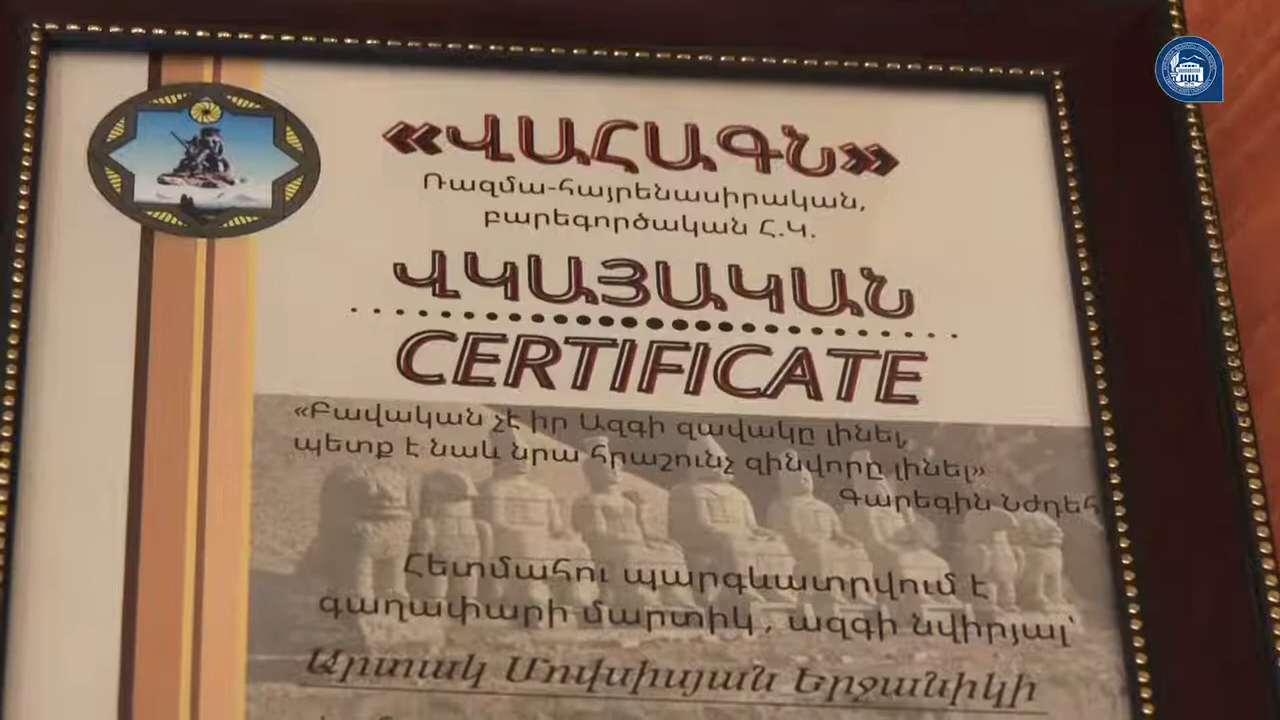 «ՎԱՀԱԳՆ»
Ռազմա-հայրենասիրական,
բարեգործական Հ.Կ.
ՎԿԱՅԱԿԱՆ
CERTIFICATE
«Բավական չէ իր Ազգի զավակը լինել,
պետք է նաև նրա հրաշունչ զինվորը լինել»
Գարեգին Նժդեհ
Հետմահու պարգևատրվում է
գաղափարի մարտիկ, ազգի նվիրյալ՝
Արտակ Մովսիսյան Երջանիկի